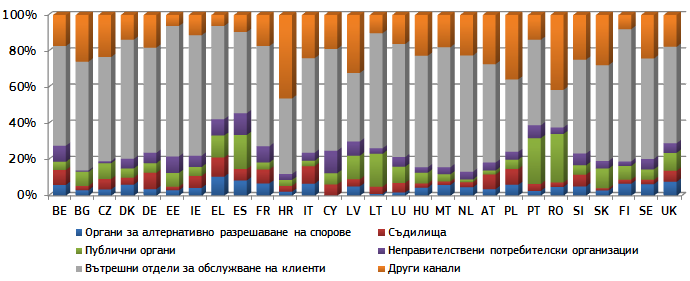 100%
80%
60%
40%
20%
0%
BE BG CZ DK DE EE IE EL ES FR HR IT CY LV LT LU HU MT NL AT PL PT RO SI SK FI SE UK
Органи за алтернативно разрешаване на спорове Съдилища
Публични органи Неправителствени потребителски организации
Вътрешни отдели за обслужване на клиенти Други канали